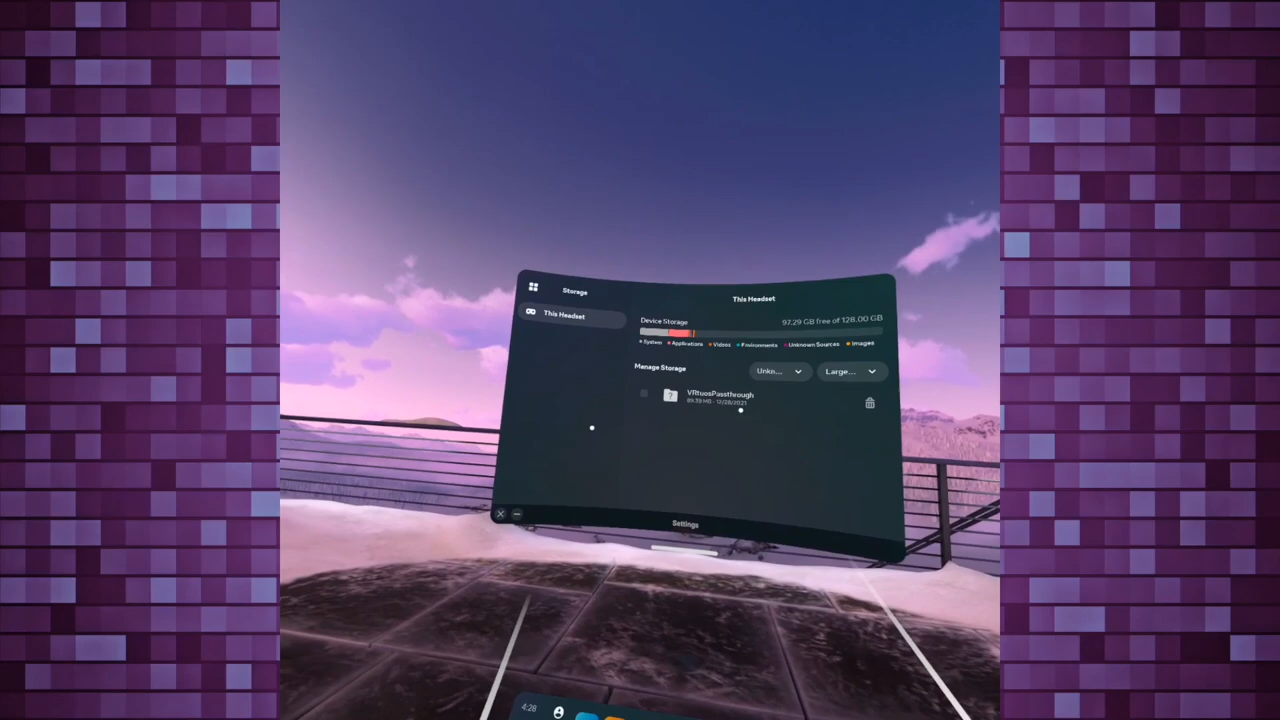 Storage
This Headset
This Headset
Device Storage
97.29 GB free of 128.00 GB
System
Applications
Videos
Environments
Unknown Sources
Images
Manage Storage
Unkn...
Large...
VRtuosPassthrough
?
Settings
4:28